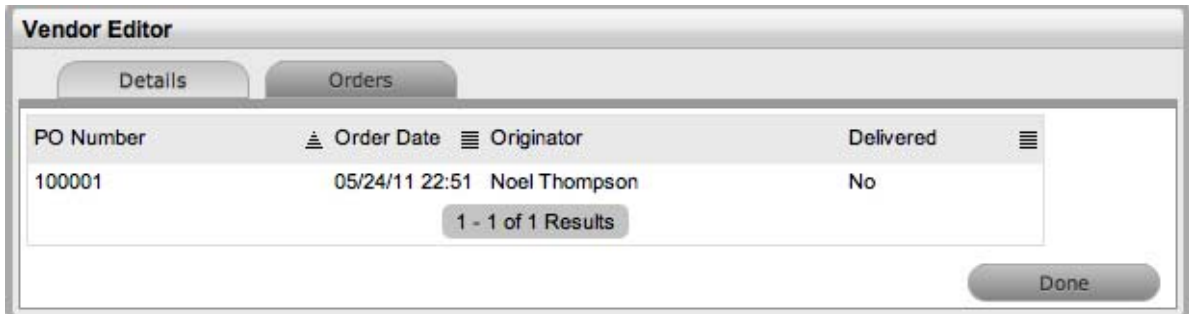 Vendor Editor
Details Orders
PO Number Order Date Originator Delivered
100001 05/24/11 22:51 Noel Thompson No
1 - 1 of 1 Results
Done